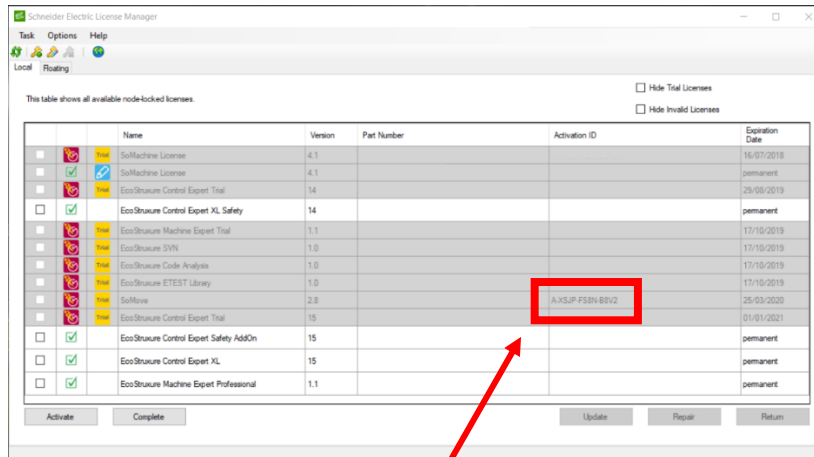 Schneider Electric License Manager
Task Options Help
Local Floating
Hide Trial Licenses
This table shows all available node-locked licenses.
Hide Invalid Licenses
Name Version Part Number Activation ID Expiration Date
Trial SoMachine License 4.1 16/07/2018
SoMachine License 4.1 permanent
Trial EcoStruxure Control Expert Trial 14 29/08/2019
EcoStruxure Control Expert XL Safety 14 permanent
Trial EcoStruxure Machine Expert Trial 1.1 17/10/2019
Trial EcoStruxure SVN 1.0 17/10/2019
Trial EcoStruxure Code Analysis 1.0 17/10/2019
Trial EcoStruxure ETEST Library 1.0 17/10/2019
Trial SoMove 2.8 A-XSJP-FS8N-B8V2 25/03/2020
Trial EcoStruxure Control Expert Trial 15 01/01/2021
EcoStruxure Control Expert Safety AddOn 15 permanent
EcoStruxure Control Expert XL 15 permanent
EcoStruxure Machine Expert Professional 1.1 permanent
Activate Complete Update Repair Return